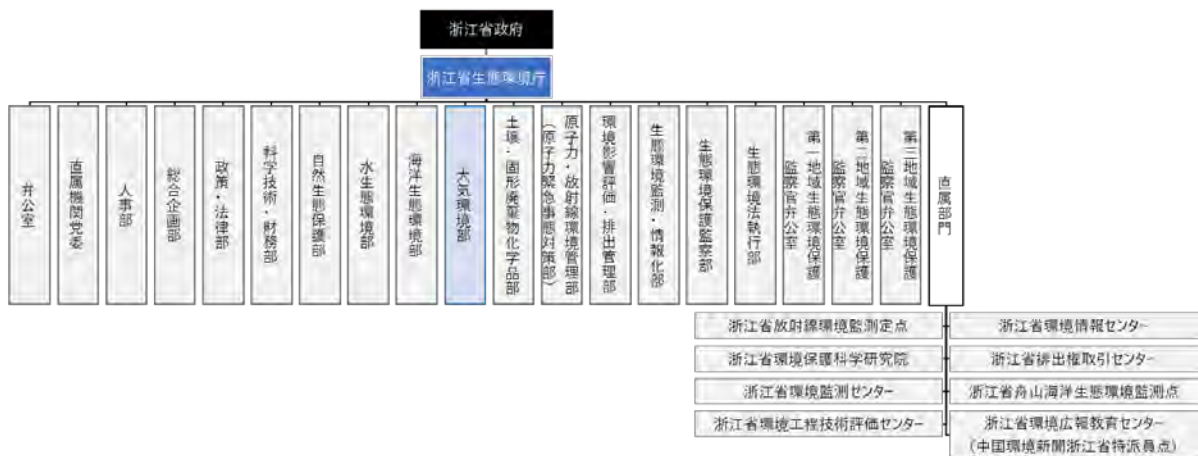 浙江省政府
浙江省生態環境庁
弁公室
直属機関党委
人事部
総合企画部
政策・法律部
科学技術・財務部
自然生態保護部
水生態環境部
海洋生態環境部
大気環境部
土壌・固形廃棄物化学品部
原子力・放射線環境管理部
(原子力緊急事態対策部)
環境影響評価・排出管理部
生態環境監測・情報化部
生態環境保護監察部
生態環境法執行部
第一地域生態環境保護
監察官弁公室
第二地域生態環境保護
監察官弁公室
第三地域生態環境保護
監察官弁公室
直属部門
浙江省放射線環境監測定点
浙江省環境情報センター
浙江省環境保護科学研究院
浙江省排出権取引センター
浙江省環境監測センター
浙江省舟山海洋生態環境監測点
浙江省環境工程技術評価センター
浙江省環境広報教育センター
(中国環境新聞浙江省特派員点)